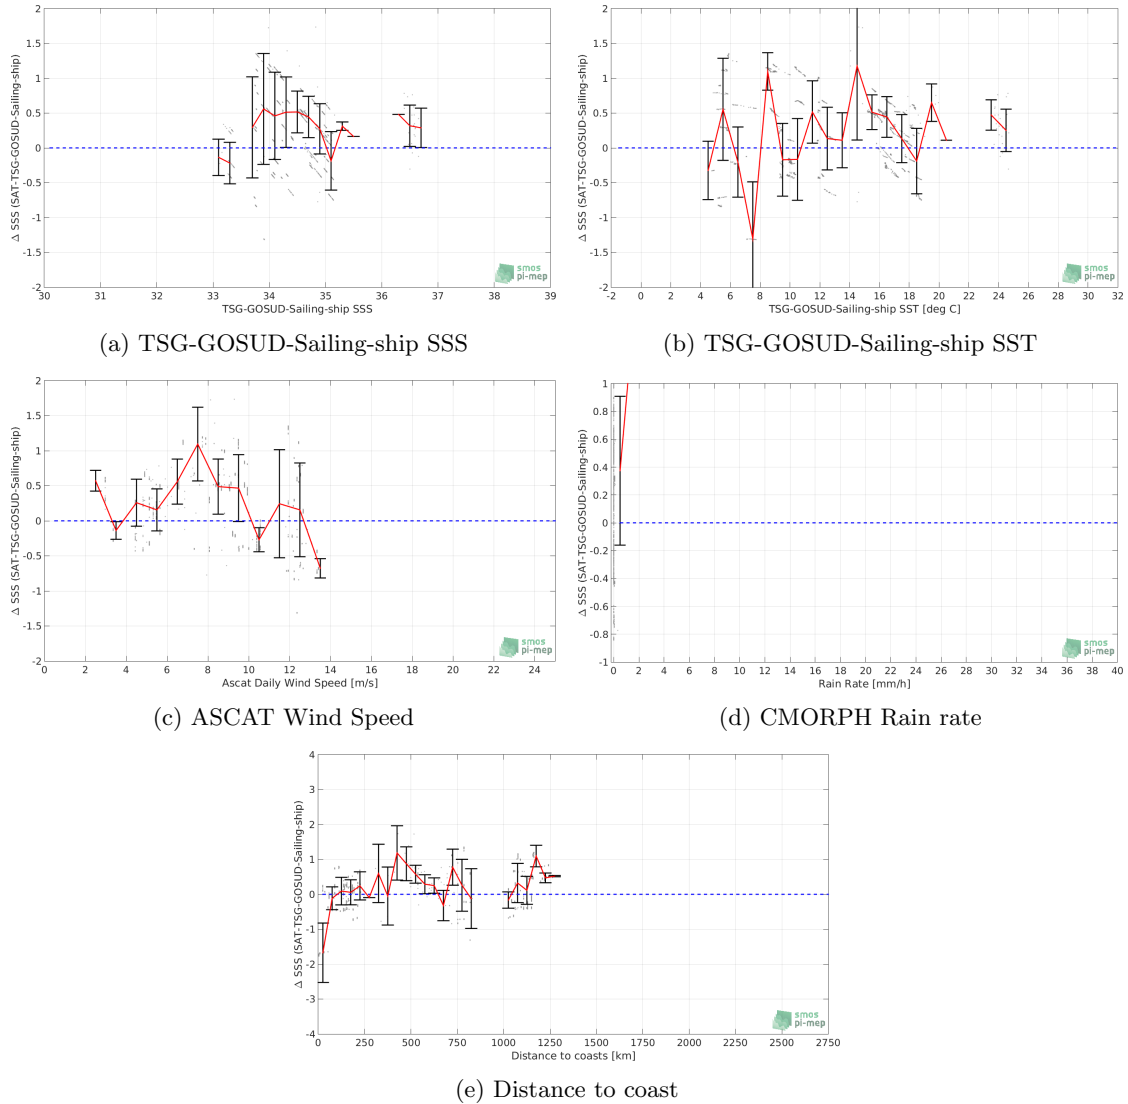 2
1.5
1
0.5
0
-0.5
-1
-1.5
-2
Δ SSS (SAT-TSG-GOSUD-Sailing-ship)
30 31 32 33 34 35 36 37 38 39
TSG-GOSUD-Sailing-ship SSS
smos
pi-mep
(a) TSG-GOSUD-Sailing-ship SSS
2
1.5
1
0.5
0
-0.5
-1
-1.5
-2
Δ SSS (SAT-TSG-GOSUD-Sailing-ship)
-2 0 2 4 6 8 10 12 14 16 18 20 22 24 26 28 30 32
TSG-GOSUD-Sailing-ship SST [deg C]
smos
pi-mep
(b) TSG-GOSUD-Sailing-ship SST
2
1.5
1
0.5
0
-0.5
-1
-1.5
-2
Δ SSS (SAT-TSG-GOSUD-Sailing-ship)
0 2 4 6 8 10 12 14 16 18 20 22 24
Ascat Daily Wind Speed [m/s]
smos
pi-mep
(c) ASCAT Wind Speed
1
0.8
0.6
0.4
0.2
0
-0.2
-0.4
-0.6
-0.8
-1
Δ SSS (SAT-TSG-GOSUD-Sailing-ship)
0 2 4 6 8 10 12 14 16 18 20 22 24 26 28 30 32 34 36 38 40
Rain Rate [mm/h]
smos
pi-mep
(d) CMORPH Rain rate
4
3
2
1
0
-1
-2
-3
-4
Δ SSS (SAT-TSG-GOSUD-Sailing-ship)
0 250 500 750 1000 1250 1500 1750 2000 2250 2500 2750
Distance to coasts [km]
smos
pi-mep
(e) Distance to coast